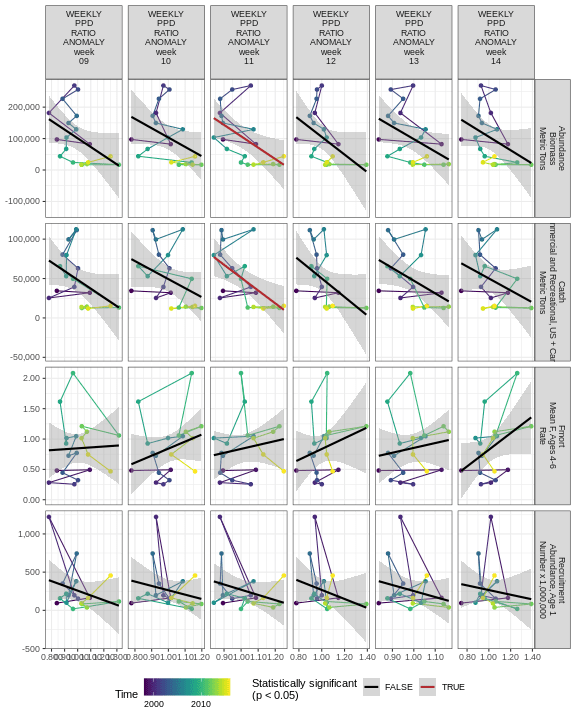 WEEKLY
PPD
RATIO
ANOMALY
week
09
WEEKLY
PPD
RATIO
ANOMALY
week
10
WEEKLY
PPD
RATIO
ANOMALY
week
11
WEEKLY
PPD
RATIO
ANOMALY
week
12
WEEKLY
PPD
RATIO
ANOMALY
week
13
WEEKLY
PPD
RATIO
ANOMALY
week
14
200,000
100,000
0
-100,000
Abundance
Biomass
Metric Tons
100,000
50,000
0
-50,000
Catch
mmercial and Recreational, US + Can
Metric Tons
2.00
1.50
1.00
0.50
0.00
Fmort
Mean F, Ages 4-6
Rate
1,000
500
0
-500
Recruitment
Abundance, Age 1
Number x 1,000,000
0.80 0.90 1.00 1.10 1.20
0.80 1.00 1.20 1.40
0.90 1.00 1.10
0.80 1.00 1.20 1.40
Time
2000 2010
Statistically significant
(p < 0.05)
FALSE
TRUE